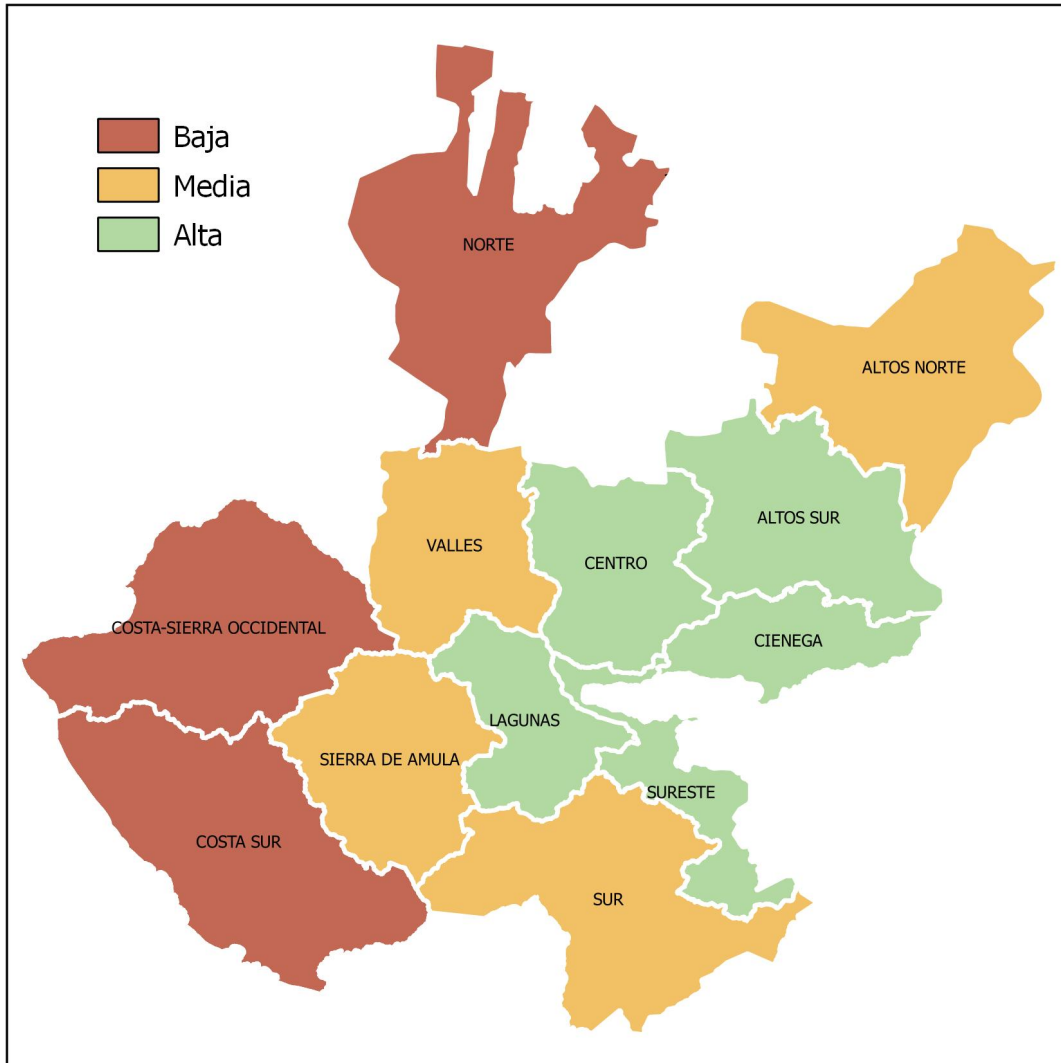 Baja
Media
Alta
NORTE
ALTOS NORTE
ALTOS SUR
VALLES
CENTRO
COSTA-SIERRA OCCIDENTAL
CIENEGA
LAGUNAS
SIERRA DE AMULA
SURESTE
COSTA SUR
SUR